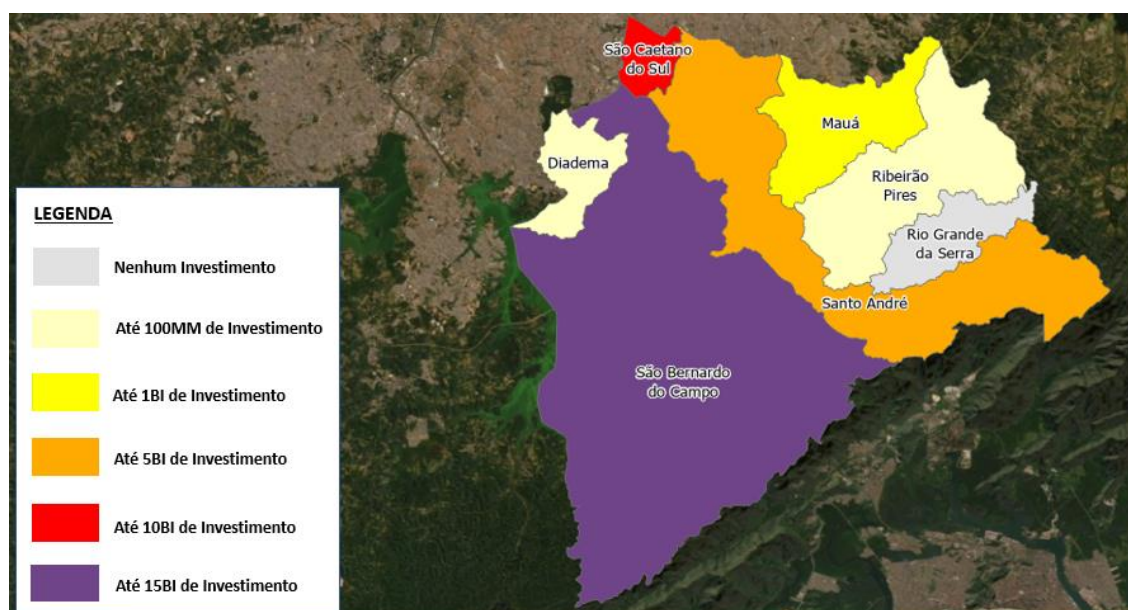 São Caetano
do Sul
Mauá
Diadema
Ribeirão
Pires
Rio Grande
da Serra
Santo André
São Bernardo
do Campo
LEGENDA
Nenhum Investimento
Até 100MM de Investimento
Até 1BI de Investimento
Até 5BI de Investimento
Até 10BI de Investimento
Até 15BI de Investimento